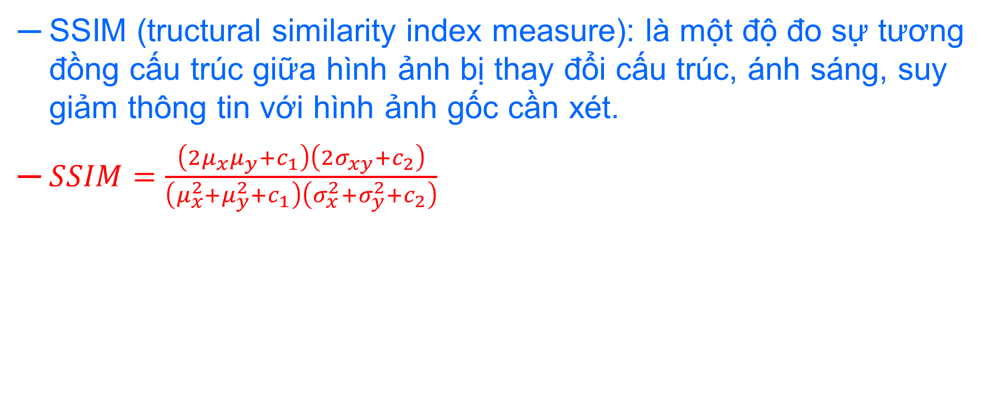 — SSIM (tructural similarity index measure): là một độ đo sự tương
đồng cấu trúc giữa hình ảnh bị thay đổi cấu trúc, ánh sáng, suy
giảm thông tin với hình ảnh gốc cần xét.
— $SSIM = \frac{(2\mu_x\mu_y+c_1)(2\sigma_{xy}+c_2)}{(\mu_x^2+\mu_y^2+c_1)(\sigma_x^2+\sigma_y^2+c_2)}$